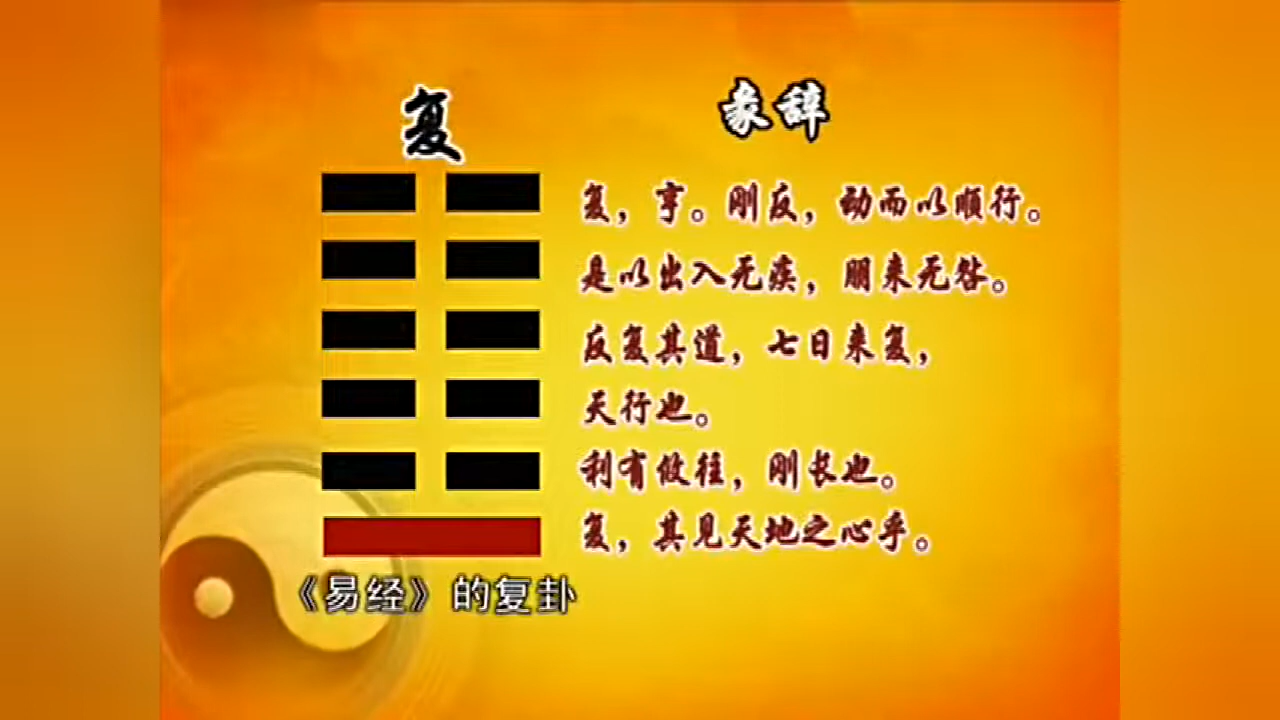 复
彖辞
复，亨。刚反，动而以顺行。
是以出入无疾，朋来无咎。
反复其道，七日来复，
天行也。
利有攸往，刚长也。
复，其见天地之心乎。
《易经》的复卦